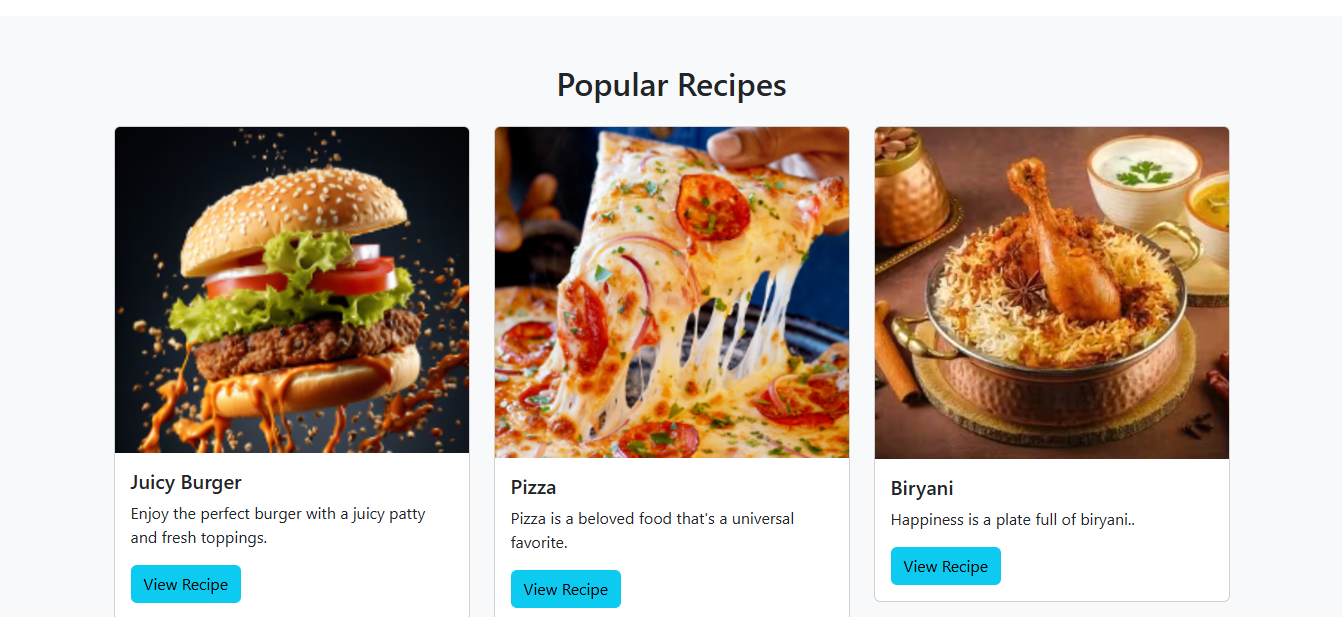 Popular Recipes
Juicy Burger
Enjoy the perfect burger with a juicy patty
and fresh toppings.
View Recipe
Pizza
Pizza is a beloved food that's a universal
favorite.
View Recipe
Biryani
Happiness is a plate full of biryani..
View Recipe